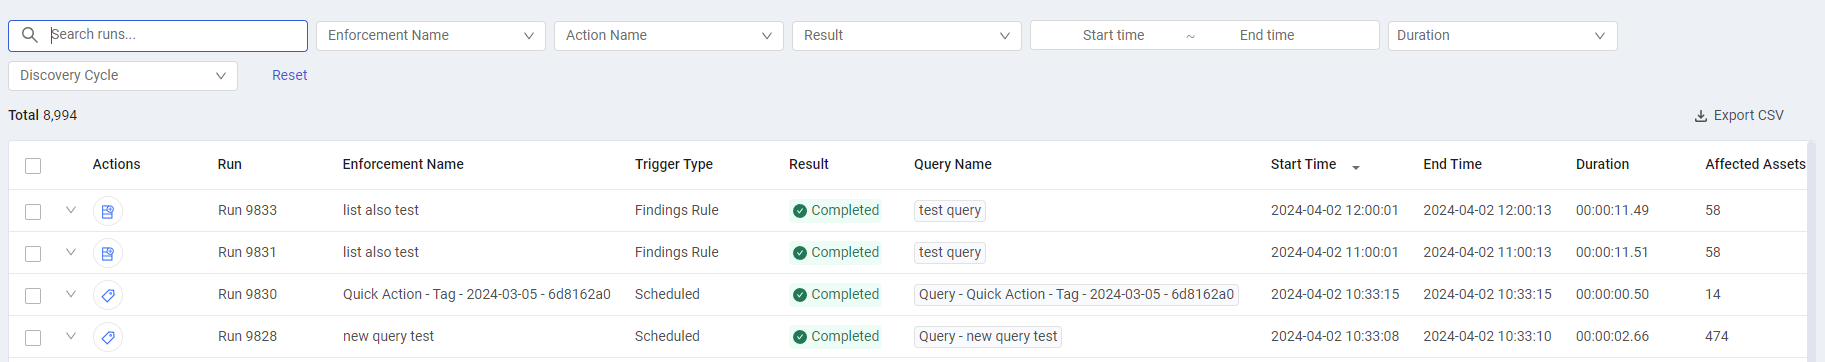 Search runs... Enforcement Name Action Name Result Start time ~ End time Duration
Discovery Cycle Reset
Total 8,994 Export CSV
Actions Run Enforcement Name Trigger Type Result Query Name Start Time End Time Duration Affected Assets
Run 9833 list also test Findings Rule Completed test query 2024-04-02 12:00:01 2024-04-02 12:00:13 00:00:11.49 58
Run 9831 list also test Findings Rule Completed test query 2024-04-02 11:00:01 2024-04-02 11:00:13 00:00:11.51 58
Run 9830 Quick Action - Tag - 2024-03-05 - 6d8162a0 Scheduled Completed Query - Quick Action - Tag - 2024-03-05 - 6d8162a0 2024-04-02 10:33:15 2024-04-02 10:33:15 00:00:00.50 14
Run 9828 new query test Scheduled Completed Query - new query test 2024-04-02 10:33:08 2024-04-02 10:33:10 00:00:02.66 474